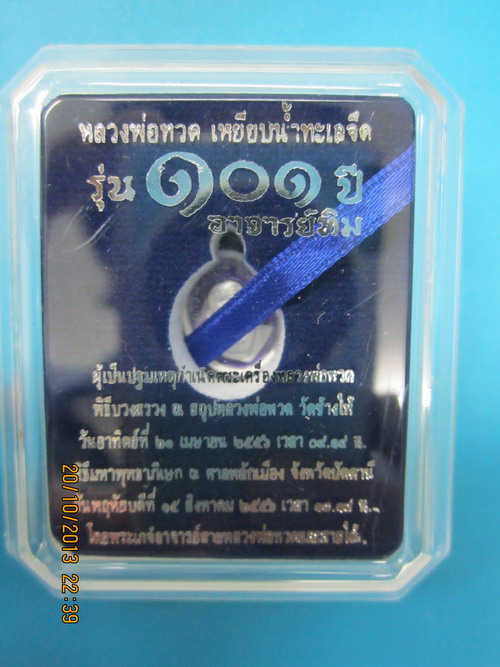 หลวงพ่อทวด เหยียบน้ำทะเลจืด
รุ่น ๑๐๑ ปี
อาจารย์ทิม
ผู้เป็นปฐมเหตุกำเนิดพระเครื่องหลวงพ่อทวด
พิธีบวงสรวง ณ สถูปหลวงพ่อทวด วัดช้างให้
วันอาทิตย์ที่ ๒๑ เมษายน ๒๕๕๖ เวลา ๐๙.๑๙ น.
พิธีมหาพุทธาภิเษก ณ ศาลหลักเมือง จังหวัดปัตตานี
วันพฤหัสบดีที่ ๑๕ สิงหาคม ๒๕๕๖ เวลา น.
โดยพระเกจิอาจารย์สายหลวงพ่อทวด
20/10/2013 22:39